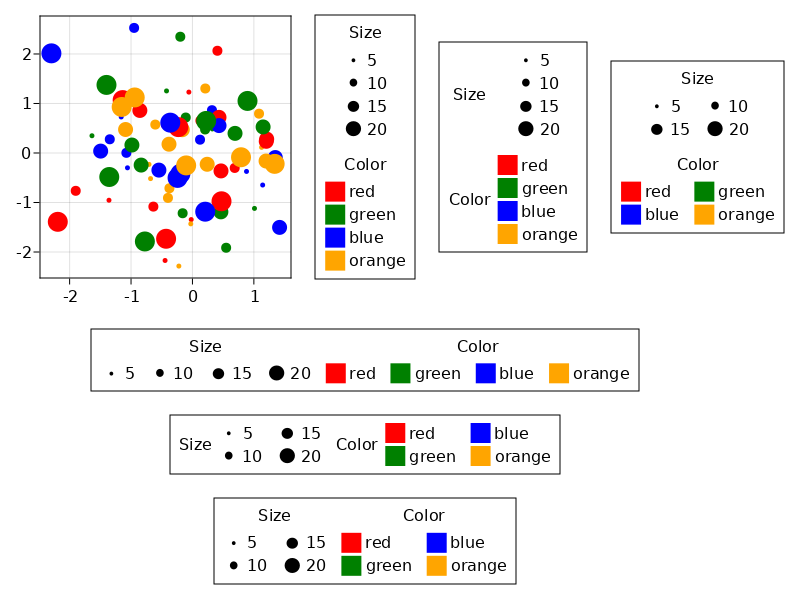 2
1
0
-1
-2
-2 -1 0 1
Size
5
10
15
20
Color
red
green
blue
orange
Size
5
10
15
20
Color
red
green
blue
orange
Size
5 10
15 20
Color
red green
blue orange
Size Color
5 10 15 20 red green blue orange
Size 5 15 Color red blue
10 20 green orange
Size Color
5 15 red blue
10 20 green orange